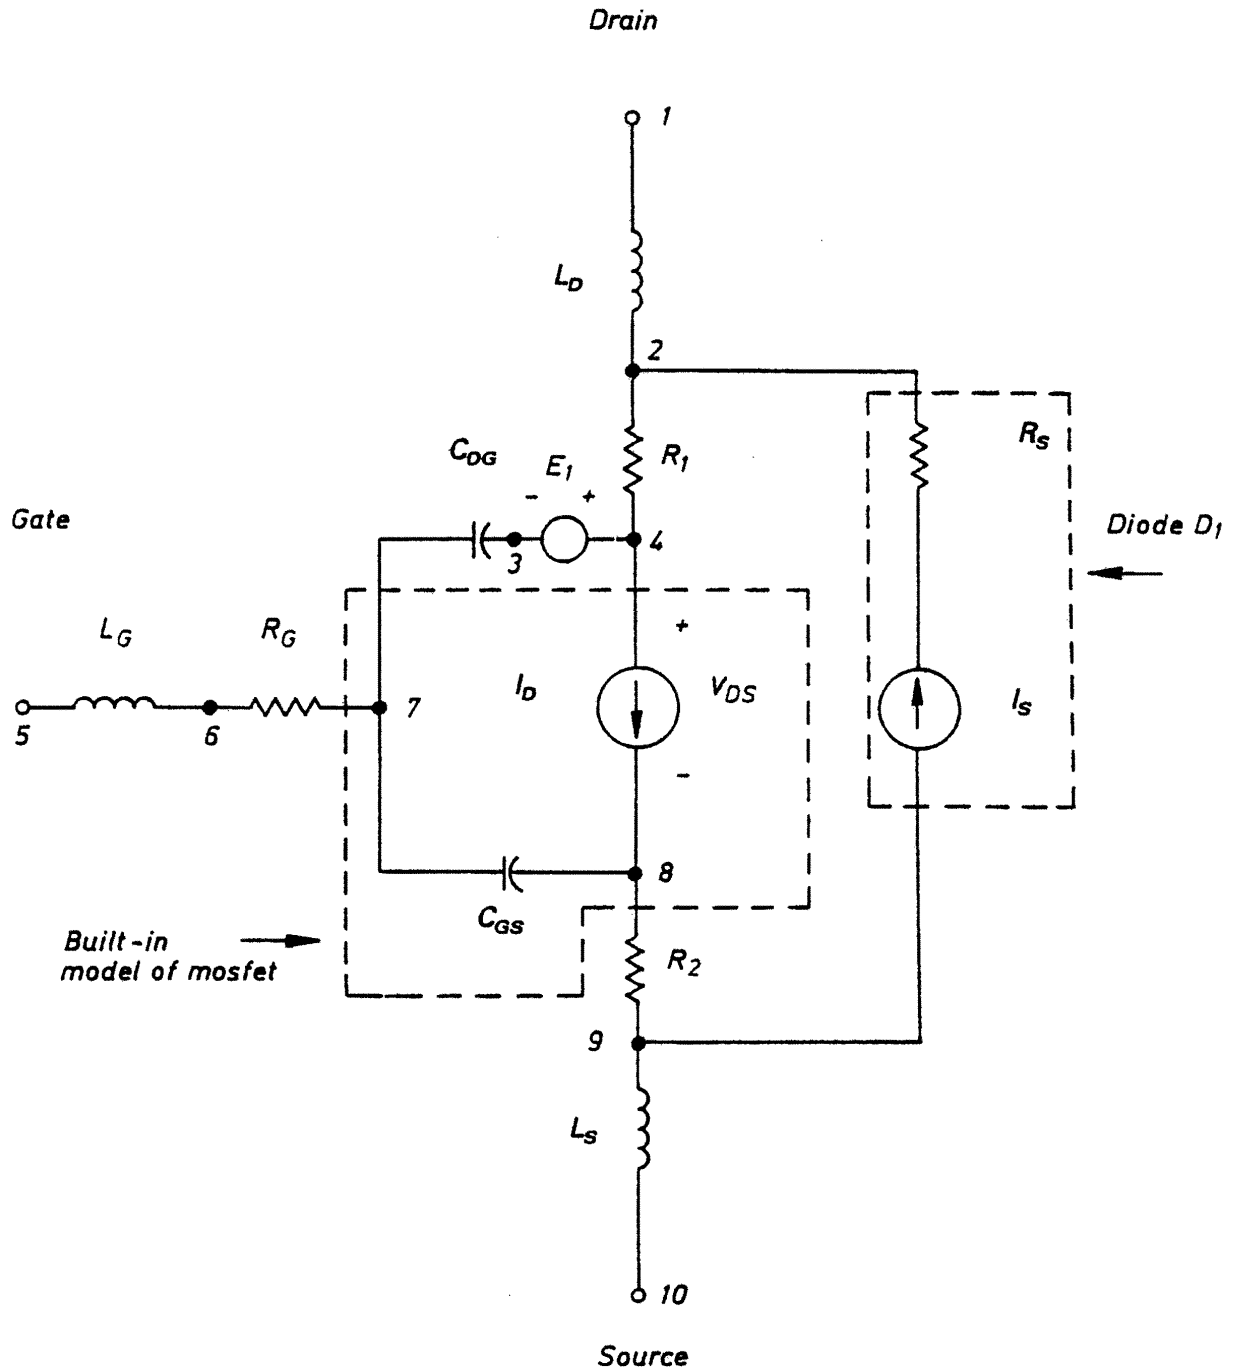 Drain
1
L_D
2
C_DG
E_1
R_1
R_S
- +
Gate
3
4
Diode D_1
L_G
R_G
+
I_D
V_DS
I_S
5
6
7
-
8
C_GS
Built-in
model of mosfet
R_2
9
L_S
10
Source